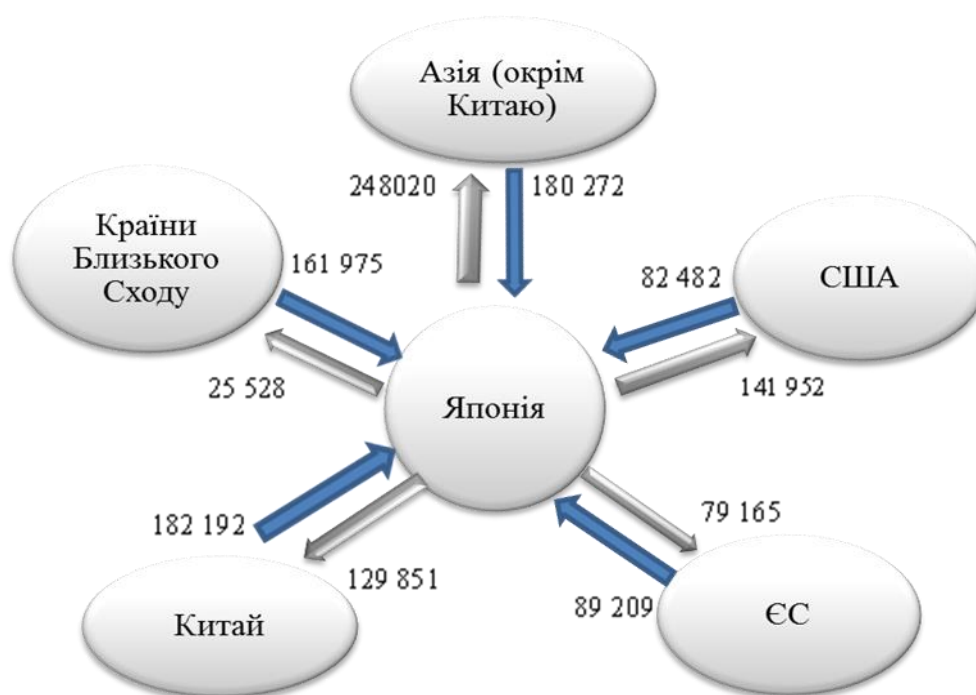 Азія (окрім
Китаю)
248020
180 272
Країни
Близького
Сходу
161 975
82 482
США
25 528
141 952
Японія
182 192
79 165
129 851
89 209
Китай
ЄС